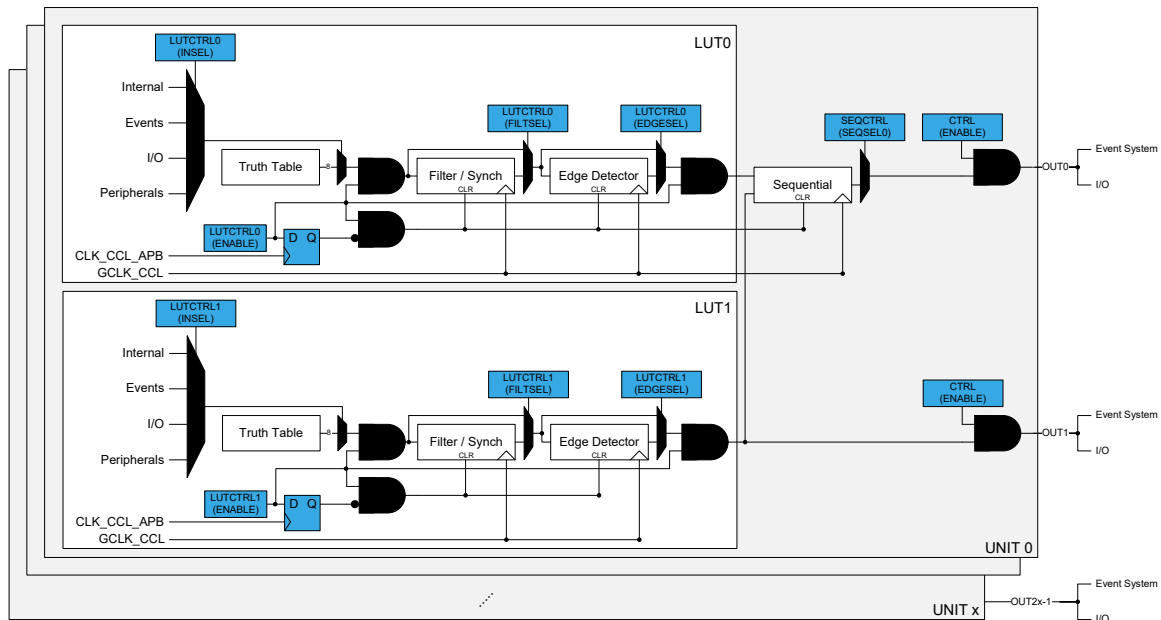 LUTCTRL0
(INSEL)
LUT0
Internal
Events
I/O
Peripherals
Truth Table
8
LUTCTRL0
(FILTSEL)
LUTCTRL0
(EDGESEL)
Filter / Synch
CLR
Edge Detector
CLR
SEQCTRL
(SEQSEL0)
CTRL
(ENABLE)
Sequential
CLR
OUT0
Event System
I/O
LUTCTRL0
(ENABLE)
D Q
CLK_CCL_APB
GCLK_CCL
LUTCTRL1
(INSEL)
LUT1
Internal
Events
I/O
Peripherals
Truth Table
8
LUTCTRL1
(FILTSEL)
LUTCTRL1
(EDGESEL)
Filter / Synch
CLR
Edge Detector
CLR
CTRL
(ENABLE)
OUT1
Event System
I/O
LUTCTRL1
(ENABLE)
D Q
CLK_CCL_APB
GCLK_CCL
UNIT 0
UNIT x
OUT2x-1
Event System
I/O